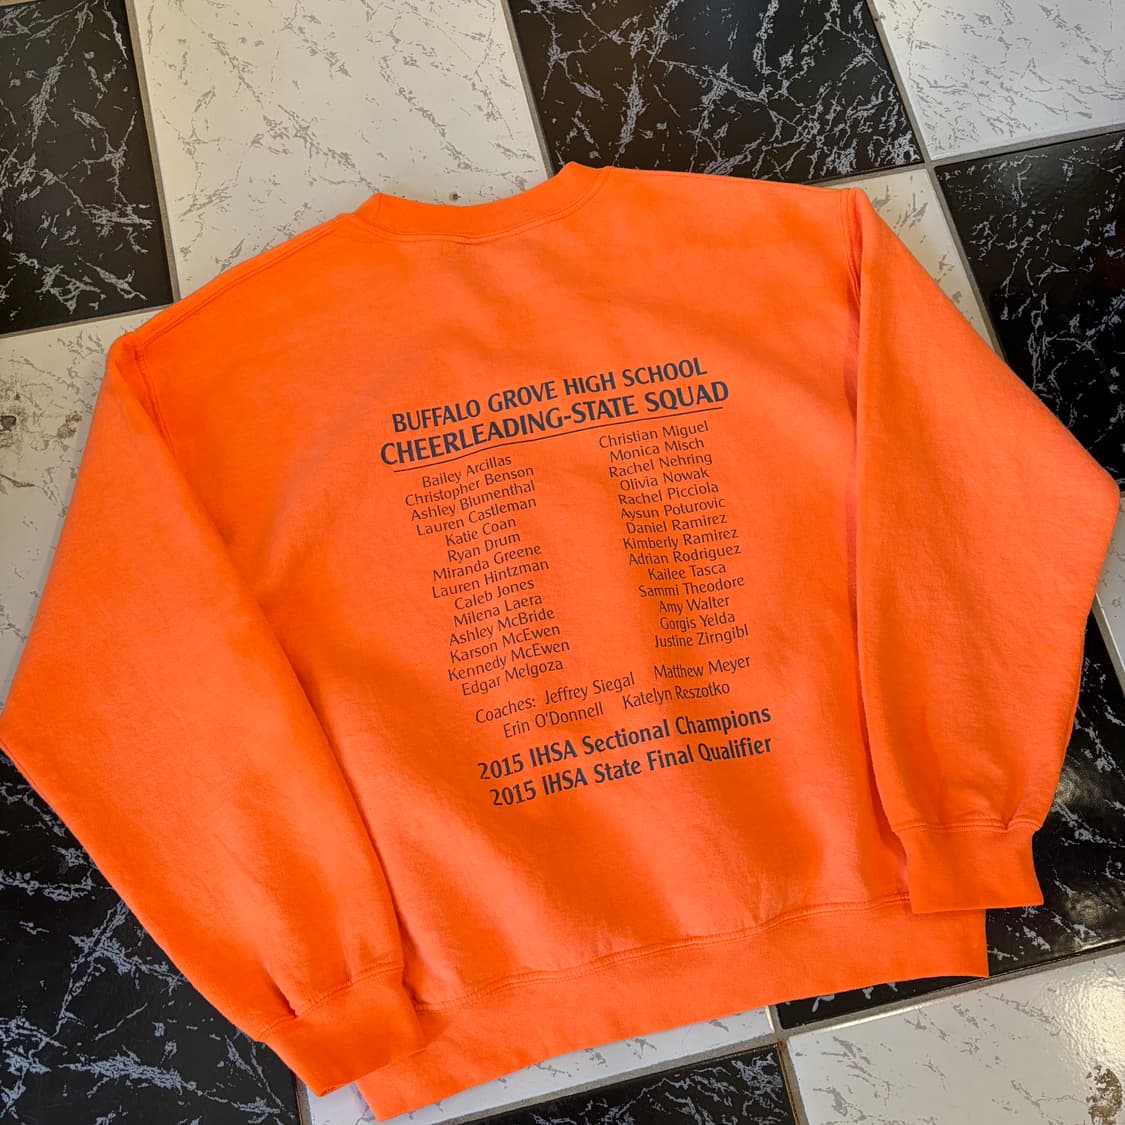 BUFFALO GROVE HIGH SCHOOL
CHEERLEADING-STATE SQUAD
Bailey Arcillas
Christopher Benson
Ashley Blumenthal
Lauren Castleman
Katie Coan
Ryan Drum
Miranda Greene
Lauren Hintzman
Caleb Jones
Milena Laera
Ashley McBride
Karson McEwen
Kennedy McEwen
Edgar Melgoza
Christian Miguel
Monica Misch
Rachel Nehring
Olivia Nowak
Rachel Picciola
Aysun Poturovic
Daniel Ramirez
Kimberly Ramirez
Adrian Rodriguez
Kailee Tasca
Sammi Theodore
Amy Walter
Gorgis Yelda
Justine Zirngibl
Coaches: Jeffrey Siegal Matthew Meyer
Erin O'Donnell Katelyn Reszotko
2015 IHSA Sectional Champions
2015 IHSA State Final Qualifier